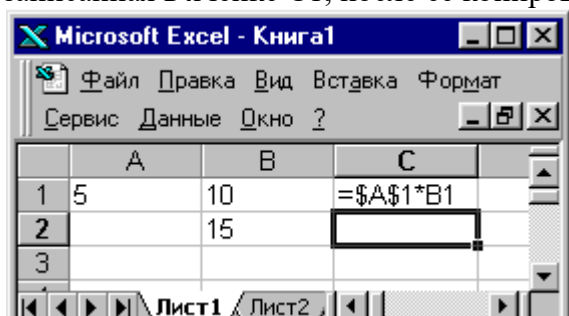 Microsoft Excel - Книга1
Файл Правка Вид Вставка Формат
Сервис Данные Окно ?
A B C
1 5 10 =$A$1*B1
2 15
3
Лист1 Лист2